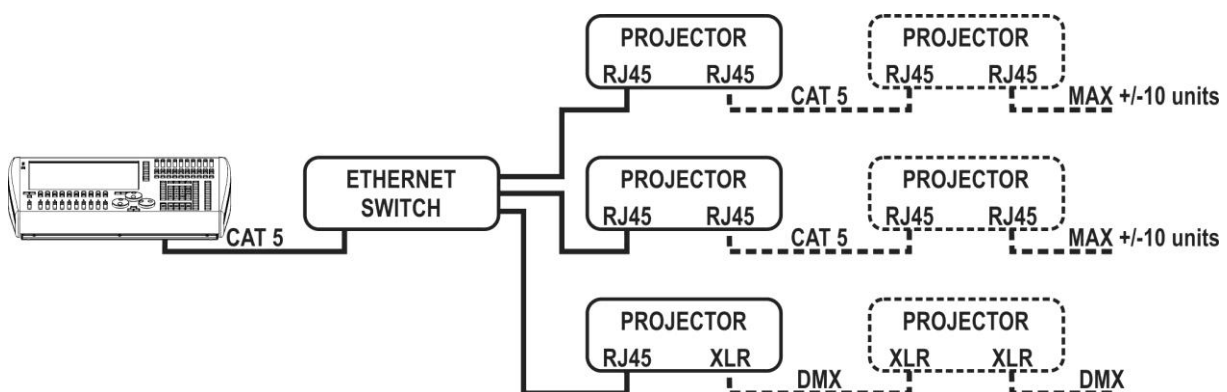 PROJECTOR
RJ45 RJ45
PROJECTOR
RJ45 RJ45
CAT 5
MAX +/-10 units
ETHERNET
SWITCH
CAT 5
PROJECTOR
RJ45 RJ45
PROJECTOR
RJ45 RJ45
CAT 5
MAX +/-10 units
PROJECTOR
RJ45 XLR
PROJECTOR
XLR XLR
DMX
DMX